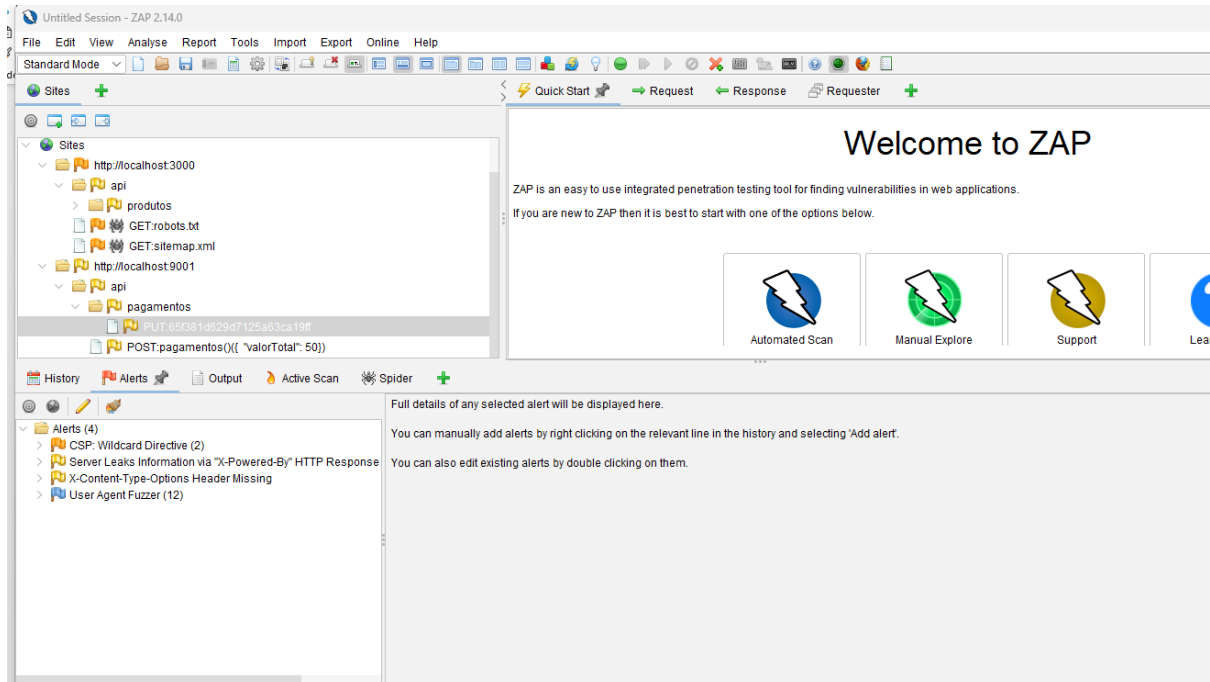 Untitled Session - ZAP 2.14.0
File Edit View Analyse Report Tools Import Export Online Help
Standard Mode
Sites
Quick Start Request Response Requester
Sites
http://localhost:3000
api
produtos
GET:robots.txt
GET:sitemap.xml
http://localhost:9001
api
pagamentos
PUT:65f381d629d7125a63ca19ff
POST:pagamentos()({ "valorTotal": 50})
Welcome to ZAP
ZAP is an easy to use integrated penetration testing tool for finding vulnerabilities in web applications.
If you are new to ZAP then it is best to start with one of the options below.
Automated Scan Manual Explore Support Lea
History Alerts Output Active Scan Spider
Alerts (4)
CSP: Wildcard Directive (2)
Server Leaks Information via "X-Powered-By" HTTP Response
X-Content-Type-Options Header Missing
User Agent Fuzzer (12)
Full details of any selected alert will be displayed here.
You can manually add alerts by right clicking on the relevant line in the history and selecting 'Add alert'.
You can also edit existing alerts by double clicking on them.